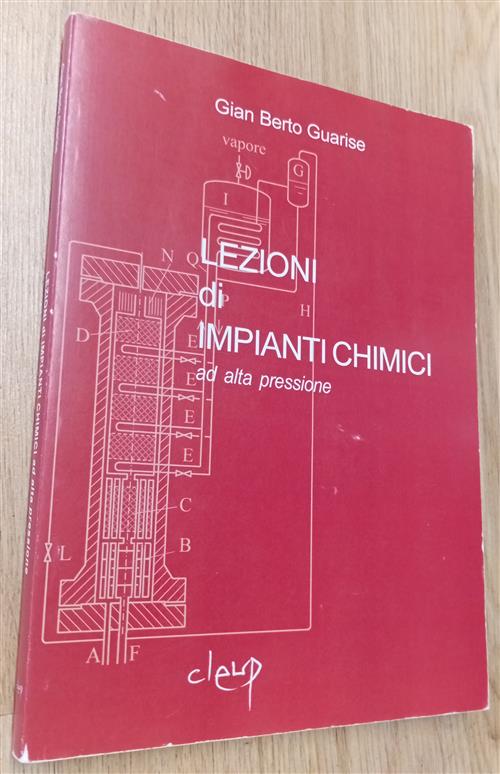 Gian Berto Guarise
vapore
G
I
LEZIONI
di
IMPIANTI CHIMICI
ad alta pressione
N Q
P
H
D
E
E
E
E
C
B
L
A F
cleup
LEZIONI di IMPIANTI CHIMICI ad alta pressione